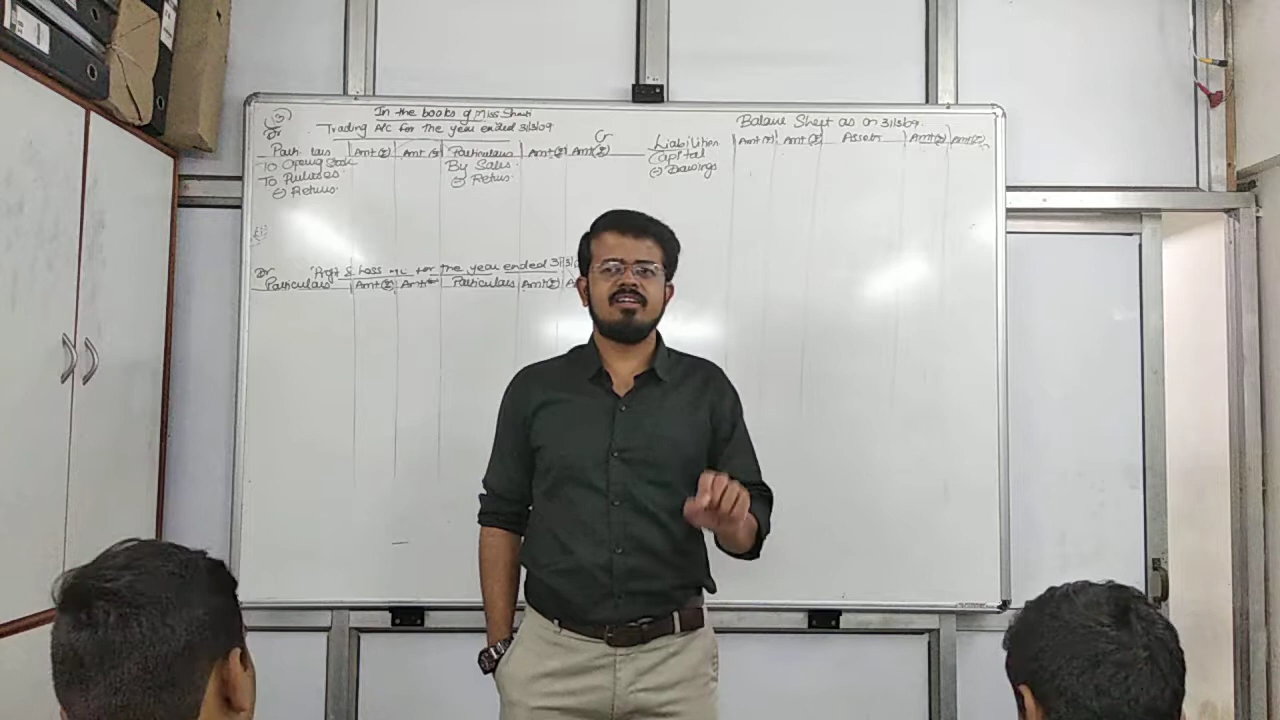 (3)
In the books of Miss Shruti
Dr Trading A/c for the year ended 31/3/09 Cr
Particulars Amt(₹) Amt(₹) Particulars Amt(₹) Amt(₹)
To Opening Stock By Sales
To Purchases (-) Return
(-) Returns
Dr Profit & Loss A/c for the year ended 31/3/
Particulars Amt(₹) Amt(₹) Particulars Amt(₹)
Balance Sheet as on 31/3/09
Liabilities Amt(₹) Amt(₹) Assets Amt(₹) Amt(₹)
Capital
(-) Drawings